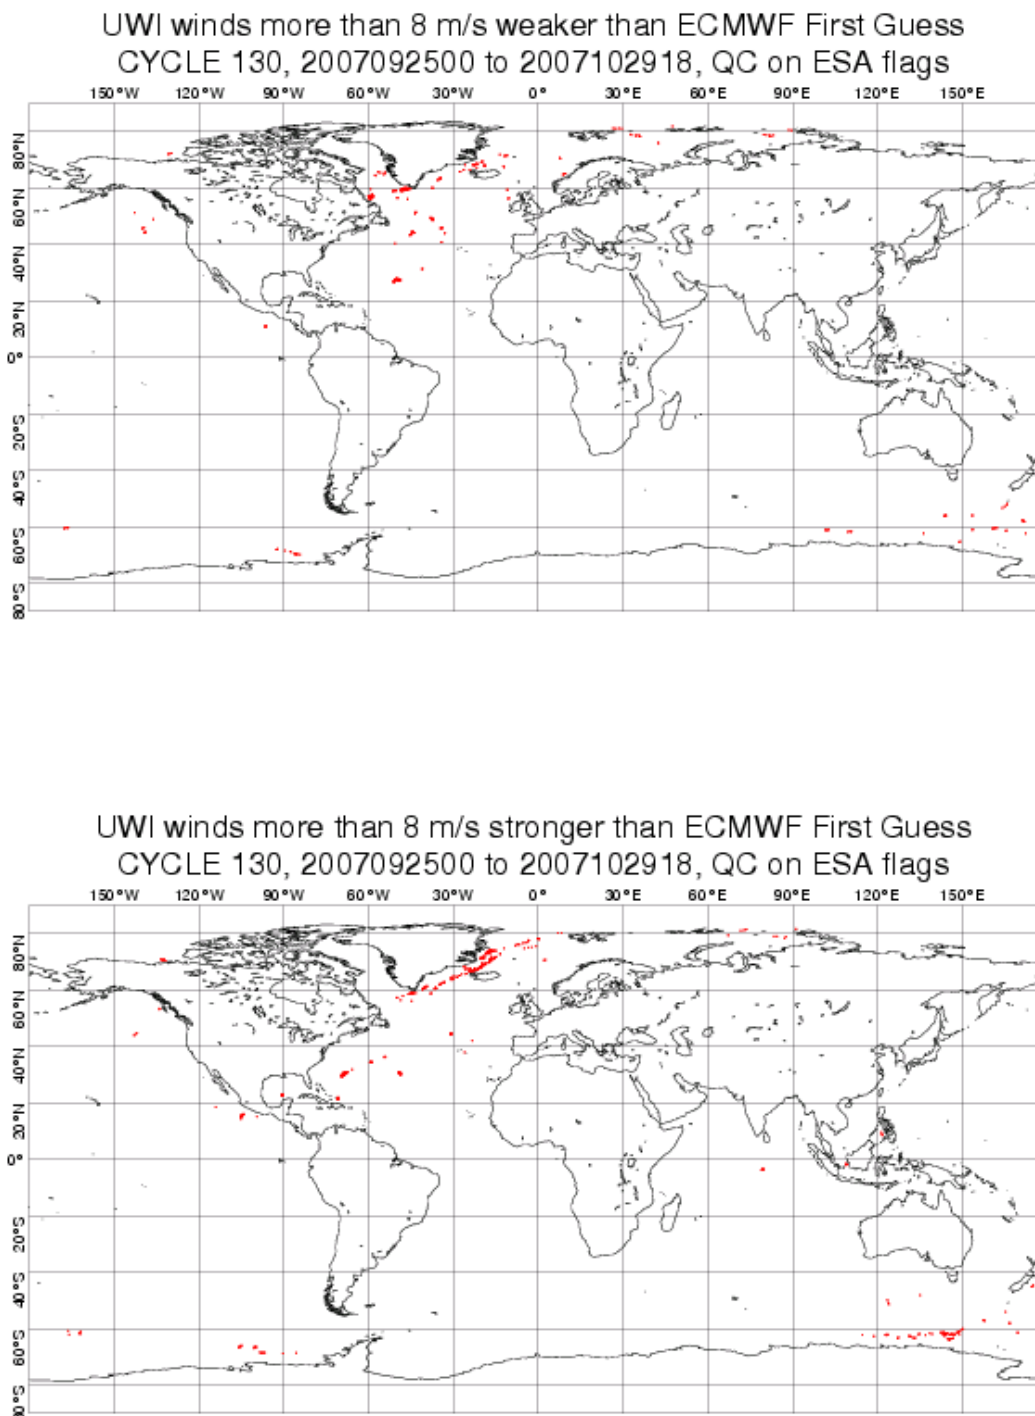 UWI winds more than 8 m/s weaker than ECMWF First Guess
CYCLE 130, 2007092500 to 2007102918, QC on ESA flags
150°W 120°W 90°W 60°W 30°W 0° 30°E 60°E 90°E 120°E 150°E
80°N
60°N
40°N
20°N
0°
20°S
40°S
60°S
80°S
UWI winds more than 8 m/s stronger than ECMWF First Guess
CYCLE 130, 2007092500 to 2007102918, QC on ESA flags
150°W 120°W 90°W 60°W 30°W 0° 30°E 60°E 90°E 120°E 150°E
80°N
60°N
40°N
20°N
0°
20°S
40°S
60°S
80°S